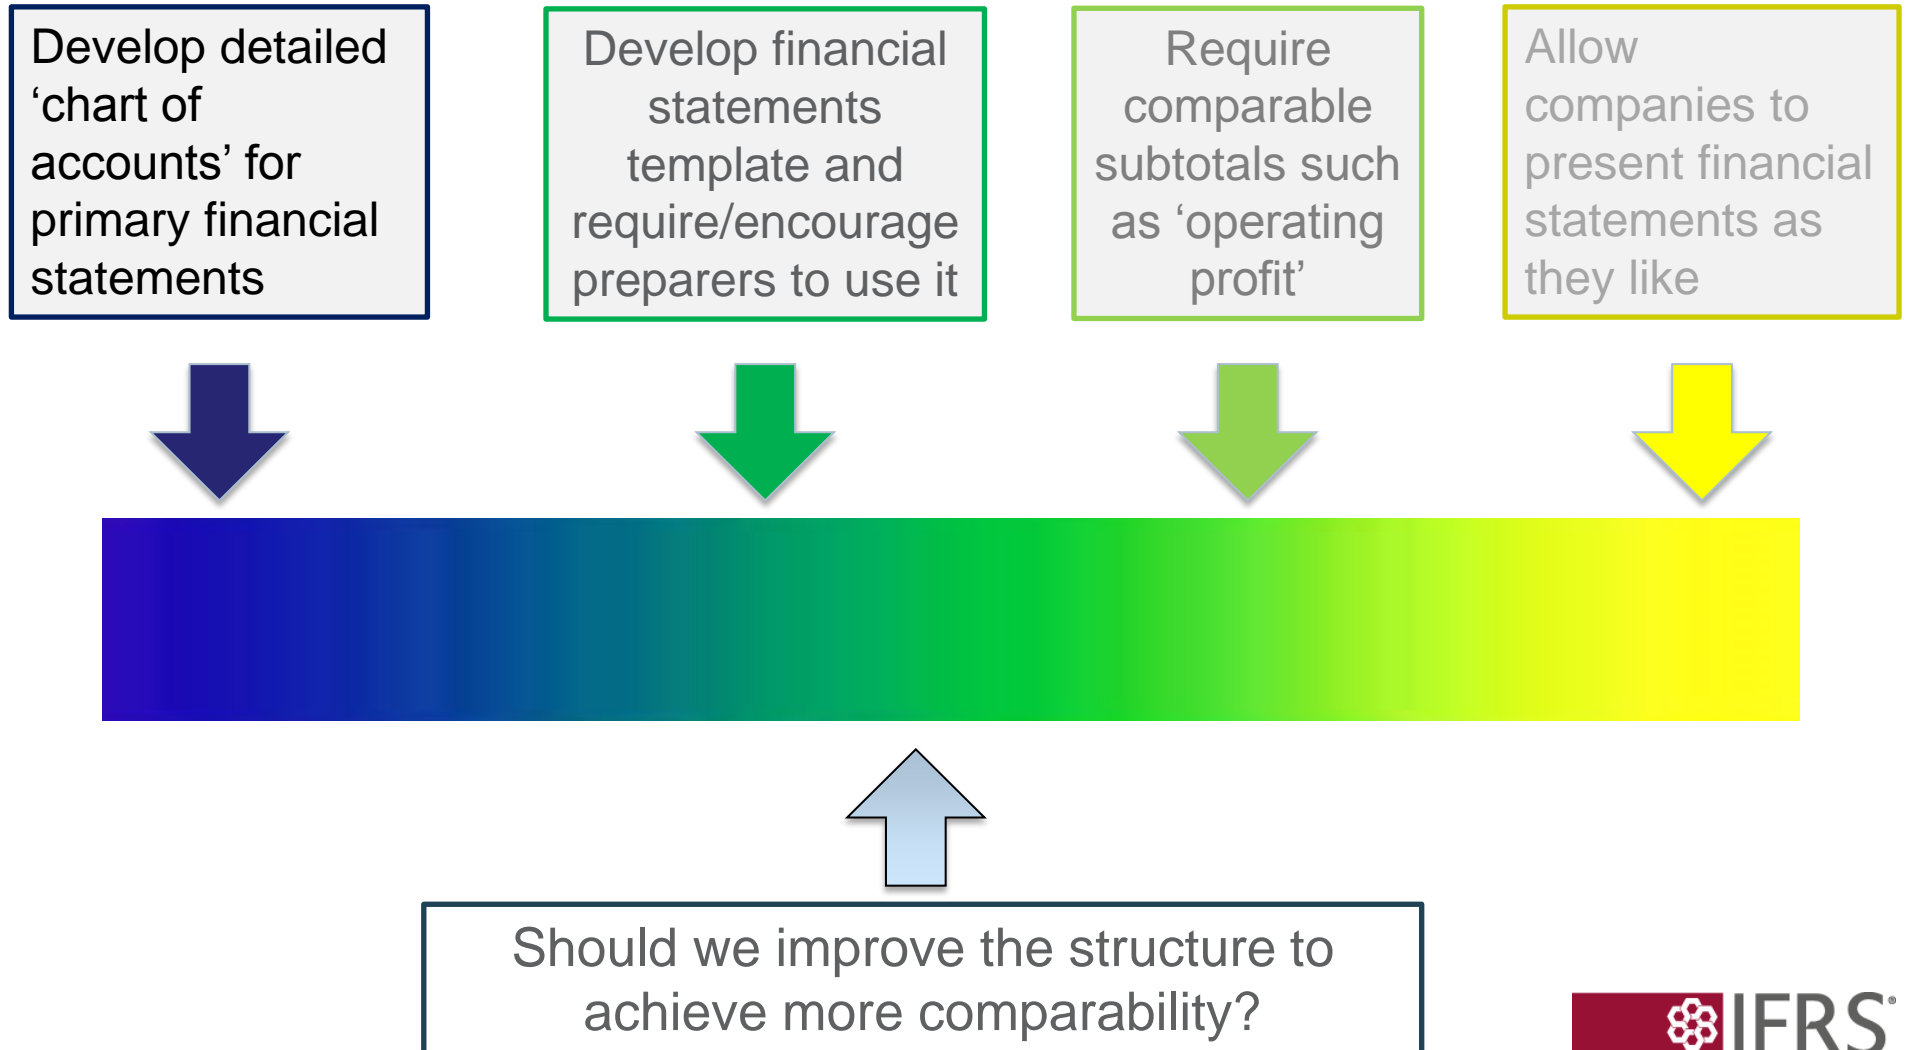 Develop detailed
‘chart of
accounts’ for
primary financial
statements
Develop financial
statements
template and
require/encourage
preparers to use it
Require
comparable
subtotals such
as ‘operating
profit’
Allow
companies to
present financial
statements as
they like
Should we improve the structure to
achieve more comparability?
IFRS®